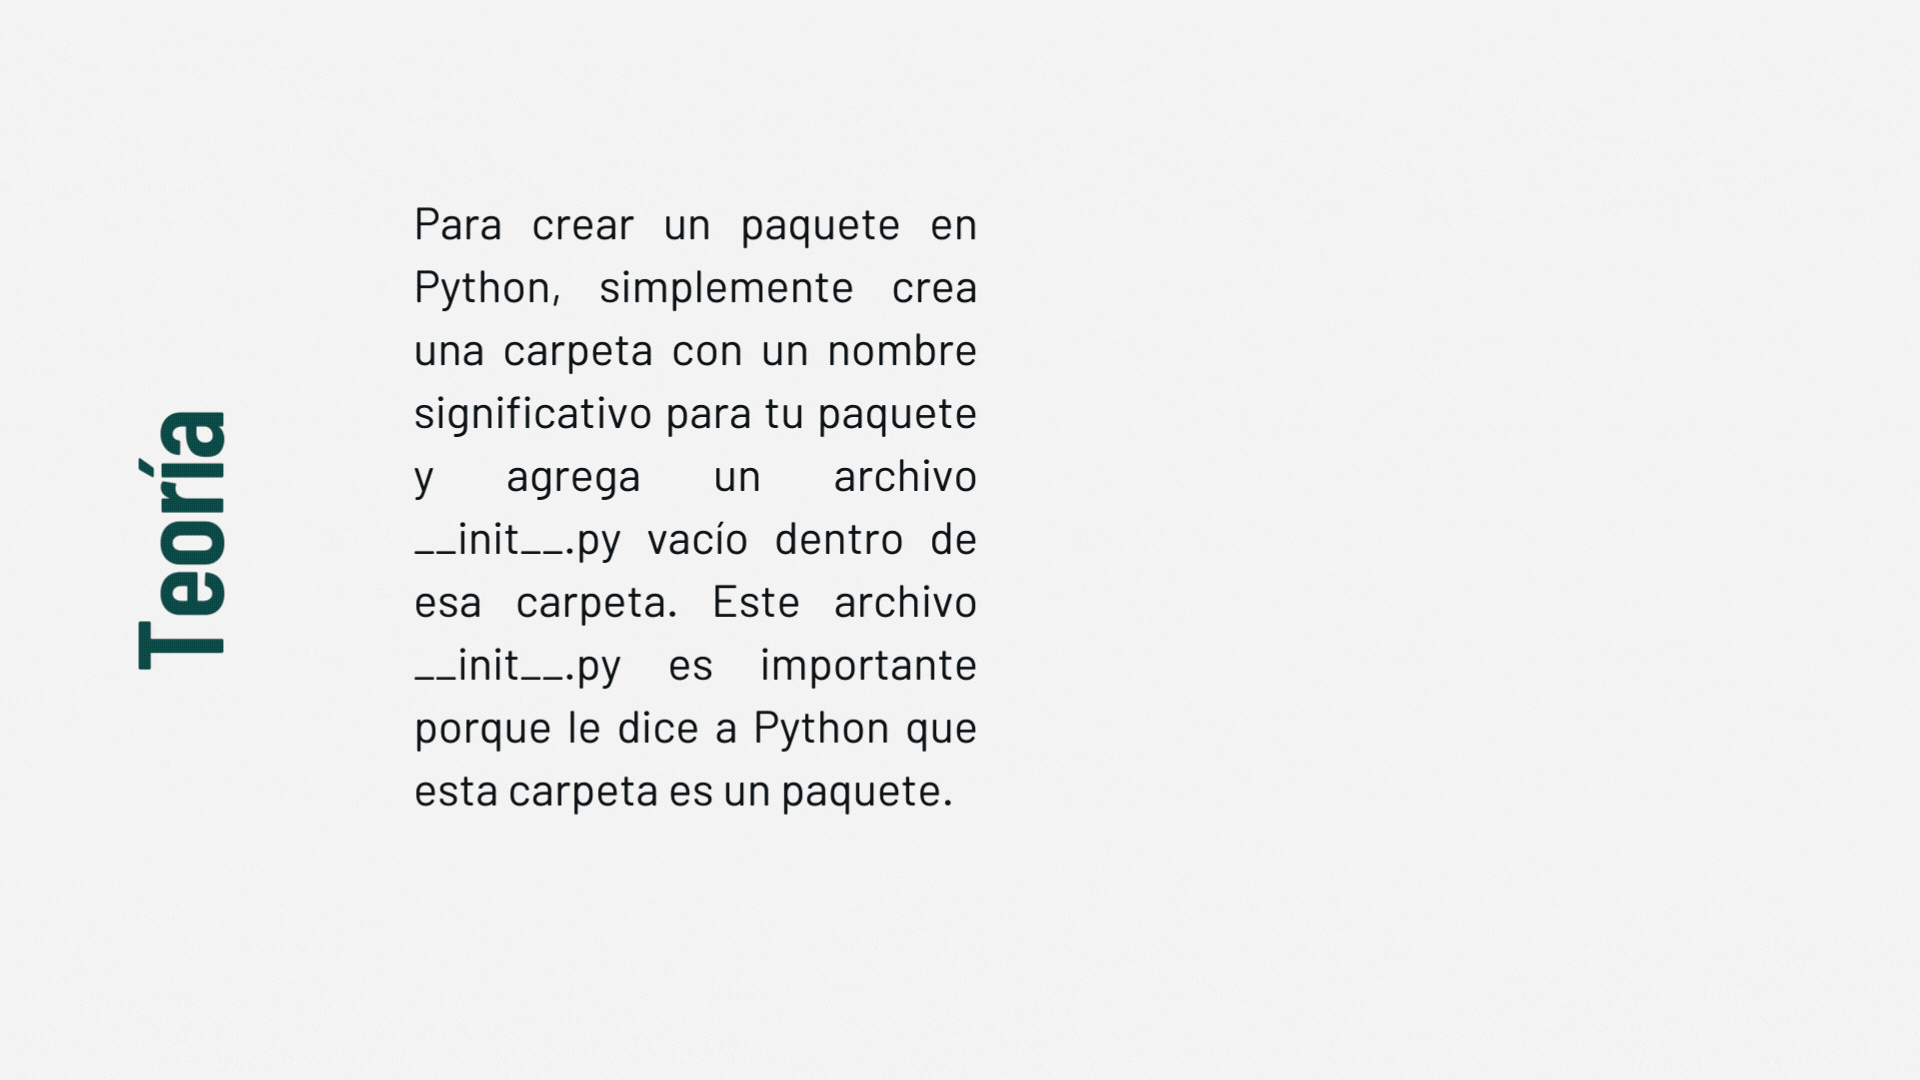 Teoría
Para crear un paquete en
Python, simplemente crea
una carpeta con un nombre
significativo para tu paquete
y agrega un archivo
__init__.py vacío dentro de
esa carpeta. Este archivo
__init__.py es importante
porque le dice a Python que
esta carpeta es un paquete.